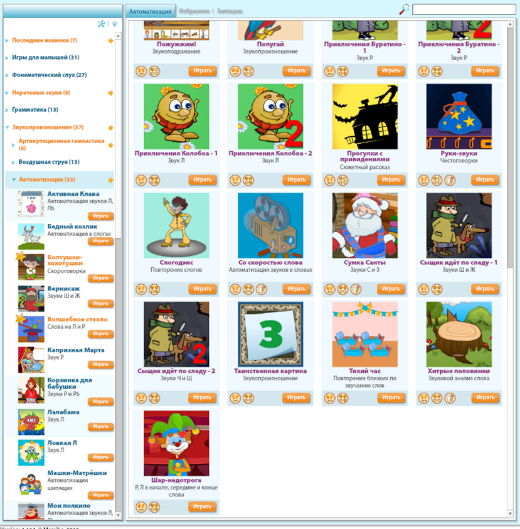 Автоматизация
Избранное
Закладки
Последние новинки (7)
Игры для малышей (31)
Фонематический слух (27)
Неречевые звуки (8)
Грамматика (13)
Звукопроизношение (57)
Артикуляционная гимнастика
(6)
Воздушная струя (13)
Автоматизация (33)
Активная Клава
Автоматизация звуков Л,
Ль
Играть
Бедный козлик
Автоматизация в слогах
Играть
Болтушки-
хохотушки
Скороговорки
Играть
Вернисаж
Звуки Ш и Ж
Играть
Волшебное стекло
Слова на Л и Р
Играть
Капризная Марта
Звук Р
Играть
Корзинка для
бабушки
Звуки Р и Рь
Играть
Лалабама
Звук Л
Играть
Ловкая Л
Звук Л
Играть
Машки-Матрёшки
Автоматизация
шипящих
Играть
Мои полкило
Автоматизация звуков Л,
Пожужжим!
Звукоподражание
Играть
Попугай
Звукопроизношение
Играть
Приключения Буратино -
1
Звук Р
Играть
2
Приключения Буратино -
2
Звук Р
Играть
Приключения Колобка - 1
Звук Л
Играть
2
Приключения Колобка - 2
Звук Л
Играть
Прогулки с
привидениями
Сюжетный рассказ
Играть
Руки-звуки
Чистоговорки
Играть
Слогодиск
Повторение слогов
Играть
Со скоростью слова
Автоматизация звуков в словах
Играть
Сумка Санты
Звуки С и З
Играть
Сыщик идёт по следу - 1
Звуки Ш и Ж
Играть
2
Сыщик идёт по следу - 2
Звуки Ч и Щ
Играть
3
Таинственная картина
Звукопроизношение
Играть
Тихий час
Повторение близких по
звучанию слов
Играть
Хитрые половинки
Звуковой анализ слова
Играть
Шар-недотрога
Р, Л в начале, середине и конце
слова
Играть